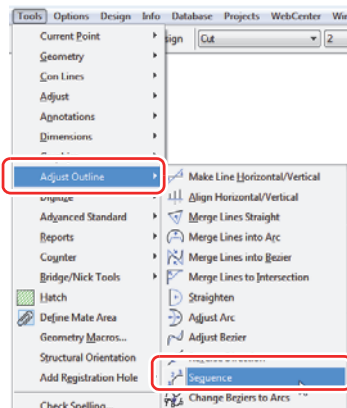 Tools Options Design Info Database Projects WebCenter
Current Point
sign Cut 2
Geometry
Con Lines
Adjust
Annotations
Dimensions
Adjust Outline
Make Line Horizontal/Vertical
Digitize
Align Horizontal/Vertical
Advanced Standard
Merge Lines Straight
Reports
Merge Lines into Arc
Counter
Merge Lines into Bezier
Bridge/Nick Tools
Merge Lines to Intersection
Hatch
Straighten
Define Mate Area
Adjust Arc
Geometry Macros...
Adjust Bezier
Structural Orientation
Add Registration Hole
Sequence
Change Beziers to Arcs
Check Spelling...